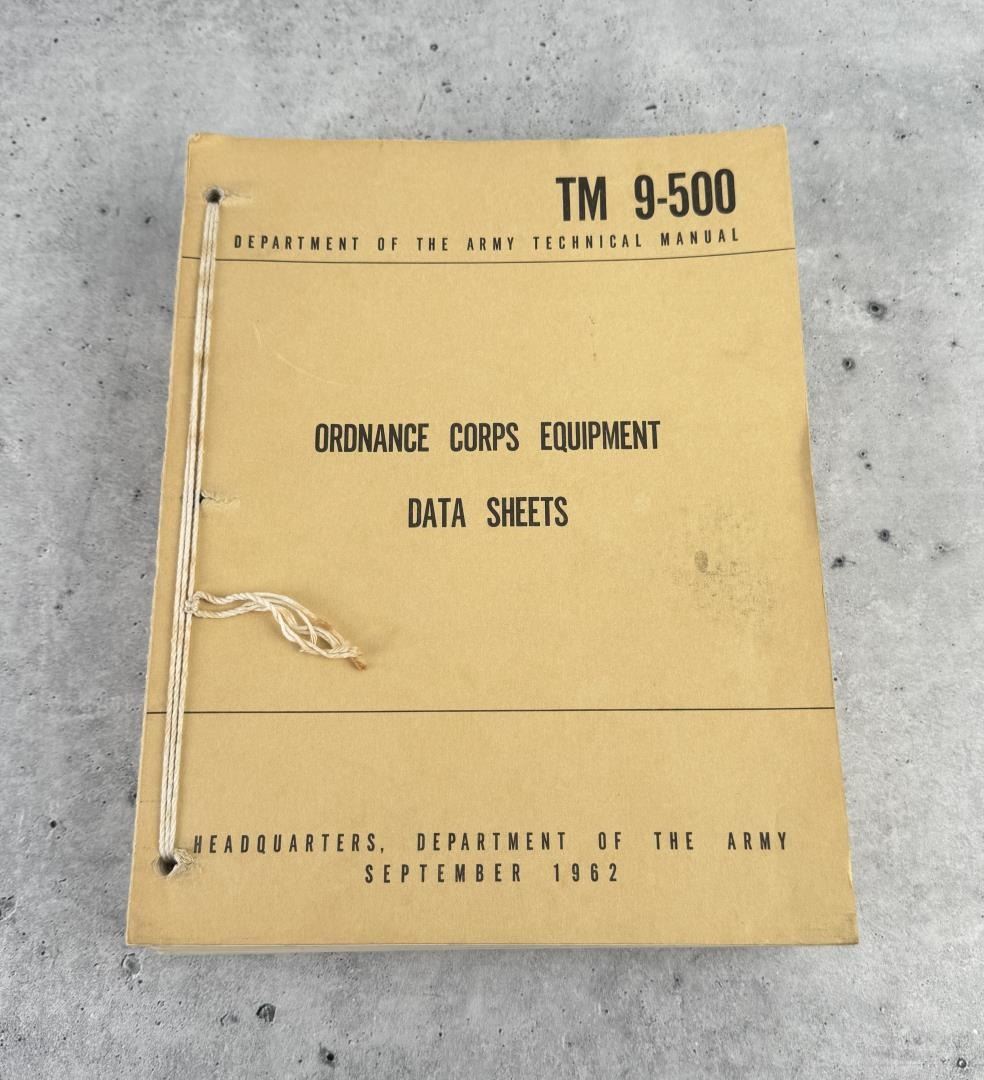 TM 9-500
DEPARTMENT OF THE ARMY TECHNICAL MANUAL
ORDNANCE CORPS EQUIPMENT
DATA SHEETS
HEADQUARTERS, DEPARTMENT OF THE ARMY
SEPTEMBER 1962